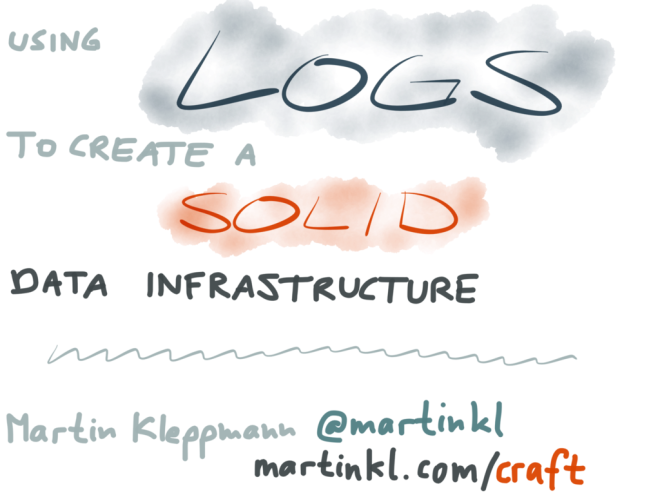 USING
LOGS
TO CREATE A
SOLID
DATA INFRASTRUCTURE
Martin Kleppmann @martinkl
martinkl.com/craft